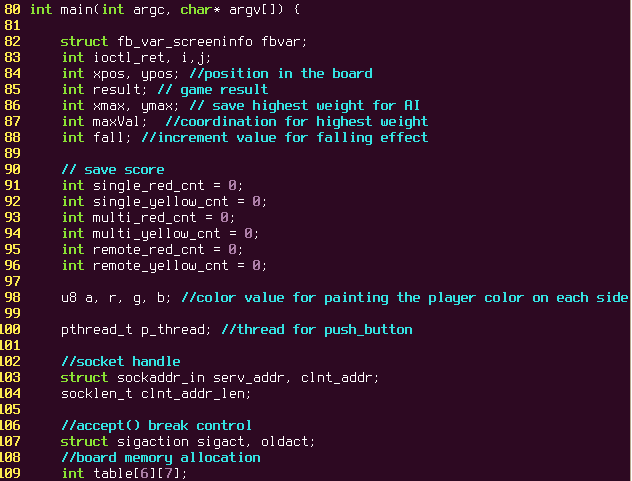 80 int main(int argc, char* argv[]) {
81
82 struct fb_var_screeninfo fbvar;
83 int ioctl_ret, i,j;
84 int xpos, ypos; //position in the board
85 int result; // game result
86 int xmax, ymax; // save highest weight for AI
87 int maxVal; //coordination for highest weight
88 int fall; //increment value for falling effect
89
90 // save score
91 int single_red_cnt = 0;
92 int single_yellow_cnt = 0;
93 int multi_red_cnt = 0;
94 int multi_yellow_cnt = 0;
95 int remote_red_cnt = 0;
96 int remote_yellow_cnt = 0;
97
98 u8 a, r, g, b; //color value for painting the player color on each side
99
100 pthread_t p_thread; //thread for push_button
101
102 //socket handle
103 struct sockaddr_in serv_addr, clnt_addr;
104 socklen_t clnt_addr_len;
105
106 //accept() break control
107 struct sigaction sigact, oldact;
108 //board memory allocation
109 int table[6][7];